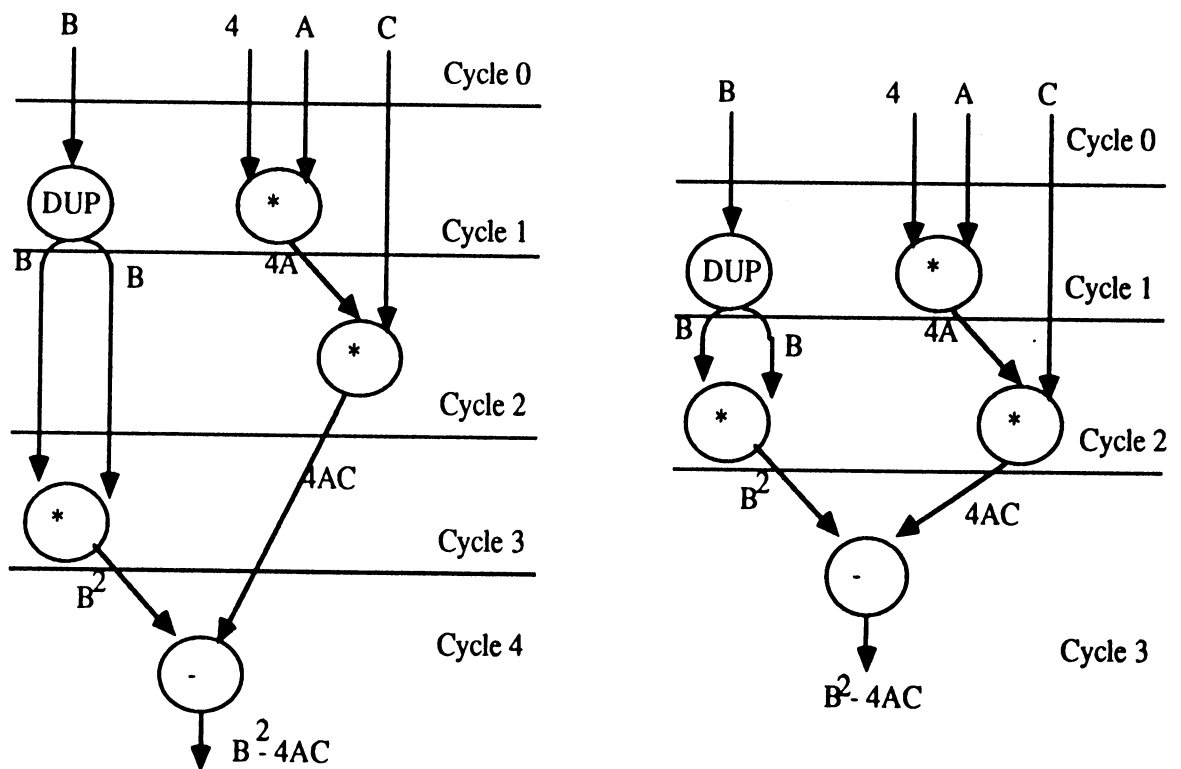 B 4 A C
Cycle 0
DUP *
Cycle 1
B B 4A
*
Cycle 2
4AC
*
Cycle 3
B2
Cycle 4
-
B2- 4AC
B 4 A C
Cycle 0
DUP *
Cycle 1
B B 4A
* *
Cycle 2
B2 4AC
-
Cycle 3
B2- 4AC